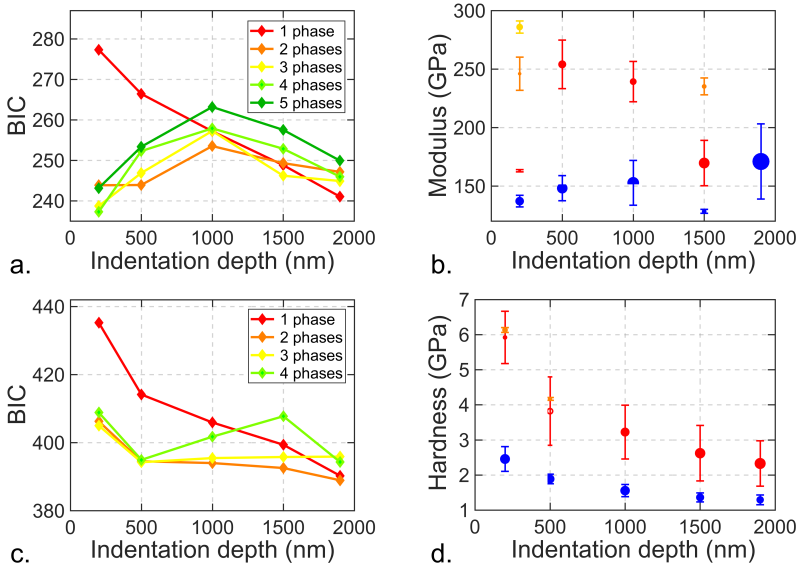 280
270
260
250
240
BIC
1 phase
2 phases
3 phases
4 phases
5 phases
0 500 1000 1500 2000
Indentation depth (nm)
a.
300
250
200
150
Modulus (GPa)
0 500 1000 1500 2000
Indentation depth (nm)
b.
440
420
400
380
BIC
1 phase
2 phases
3 phases
4 phases
0 500 1000 1500 2000
Indentation depth (nm)
c.
7
6
5
4
3
2
1
Hardness (GPa)
0 500 1000 1500 2000
Indentation depth (nm)
d.